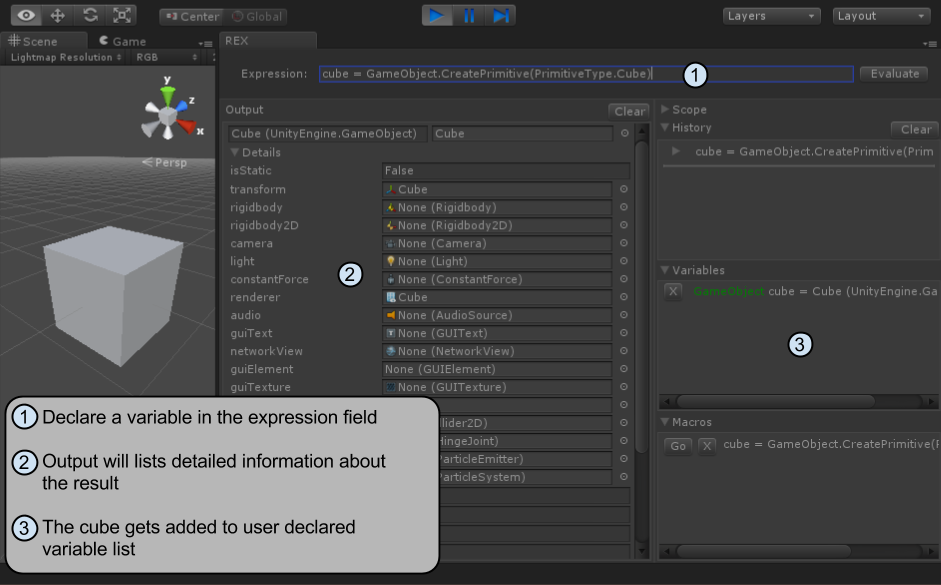 Center
Global
Layers
Layout
Scene
Game
REX
Lightmap Resolution
RGB
Expression:
cube = GameObject.CreatePrimitive(PrimitiveType.Cube)
1
Evaluate
y
z
x
Persp
Output
Clear
Cube (UnityEngine.GameObject)
Cube
Details
isStatic
False
transform
Cube
rigidbody
None (Rigidbody)
rigidbody2D
None (Rigidbody2D)
camera
None (Camera)
light
None (Light)
2
constantForce
None (ConstantForce)
renderer
Cube
audio
None (AudioSource)
guiText
None (GUIText)
networkView
None (NetworkView)
guiElement
None (GUIElement)
guiTexture
None (GUITexture)
llider2D)
HingeJoint)
ParticleEmitter)
ParticleSystem)
Scope
History
Clear
cube = GameObject.CreatePrimitive(Prim
Variables
X
GameObject cube = Cube (UnityEngine.Ga
3
Macros
Go
X
cube = GameObject.CreatePrimitive(F
1 Declare a variable in the expression field
2 Output will lists detailed information about
the result
3 The cube gets added to user declared
variable list